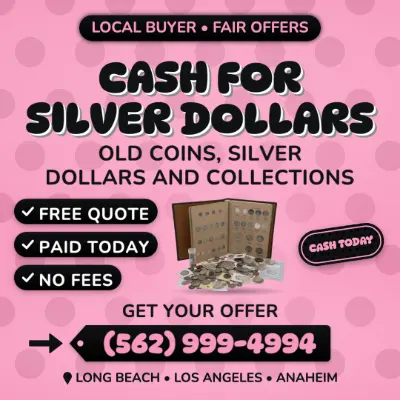 LOCAL BUYER • FAIR OFFERS
CASH FOR
SILVER DOLLARS
OLD COINS, SILVER
DOLLARS AND COLLECTIONS
FREE QUOTE
PAID TODAY
NO FEES
CASH TODAY
GET YOUR OFFER
(562) 999-4994
LONG BEACH • LOS ANGELES • ANAHEIM